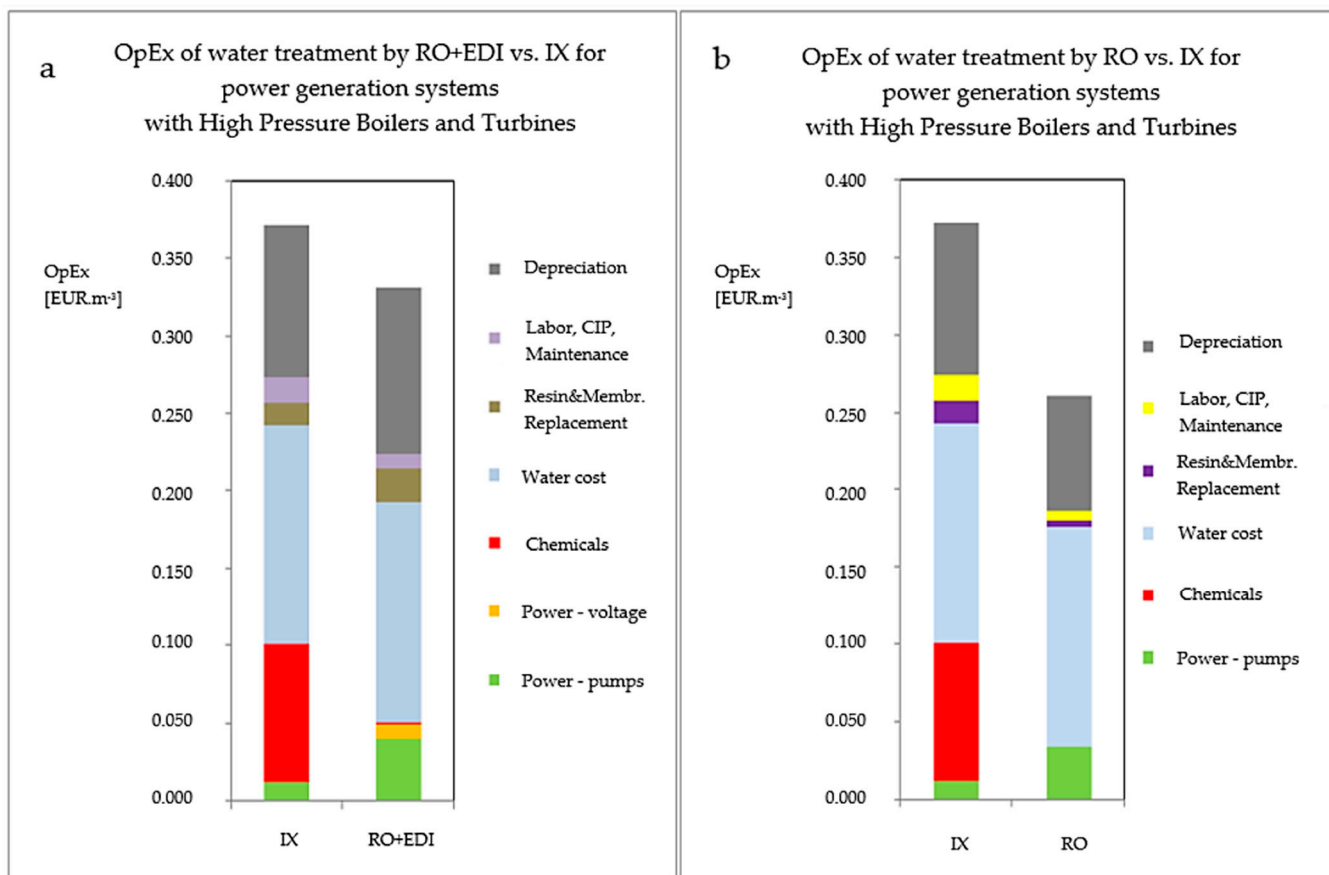 a
OpEx of water treatment by RO+EDI vs. IX for
power generation systems
with High Pressure Boilers and Turbines
OpEx
[EUR.m⁻³]
0.400
0.350
0.300
0.250
0.200
0.150
0.100
0.050
0.000
IX
RO+EDI
Depreciation
Labor, CIP,
Maintenance
Resin&Membr.
Replacement
Water cost
Chemicals
Power - voltage
Power - pumps
b
OpEx of water treatment by RO vs. IX for
power generation systems
with High Pressure Boilers and Turbines
OpEx
[EUR.m⁻³]
0.400
0.350
0.300
0.250
0.200
0.150
0.100
0.050
0.000
IX
RO
Depreciation
Labor, CIP,
Maintenance
Resin&Membr.
Replacement
Water cost
Chemicals
Power - pumps